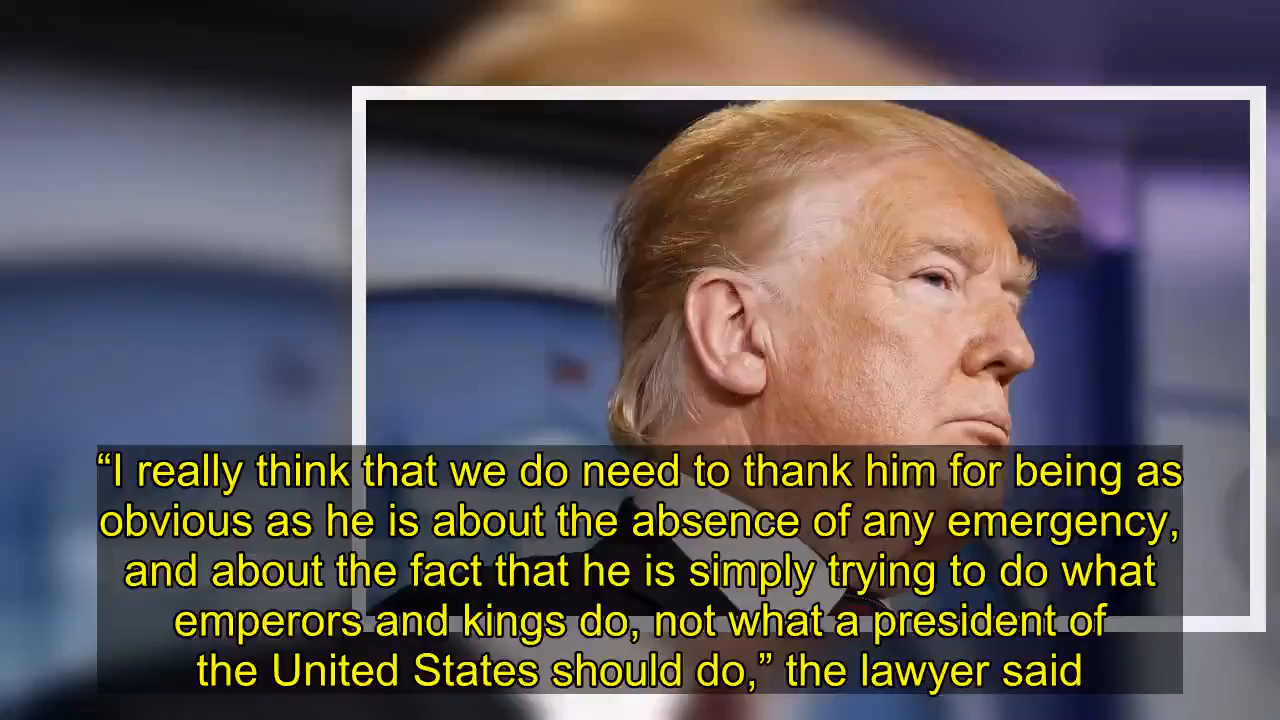 “I really think that we do need to thank him for being as
obvious as he is about the absence of any emergency,
and about the fact that he is simply trying to do what
emperors and kings do, not what a president of
the United States should do,” the lawyer said